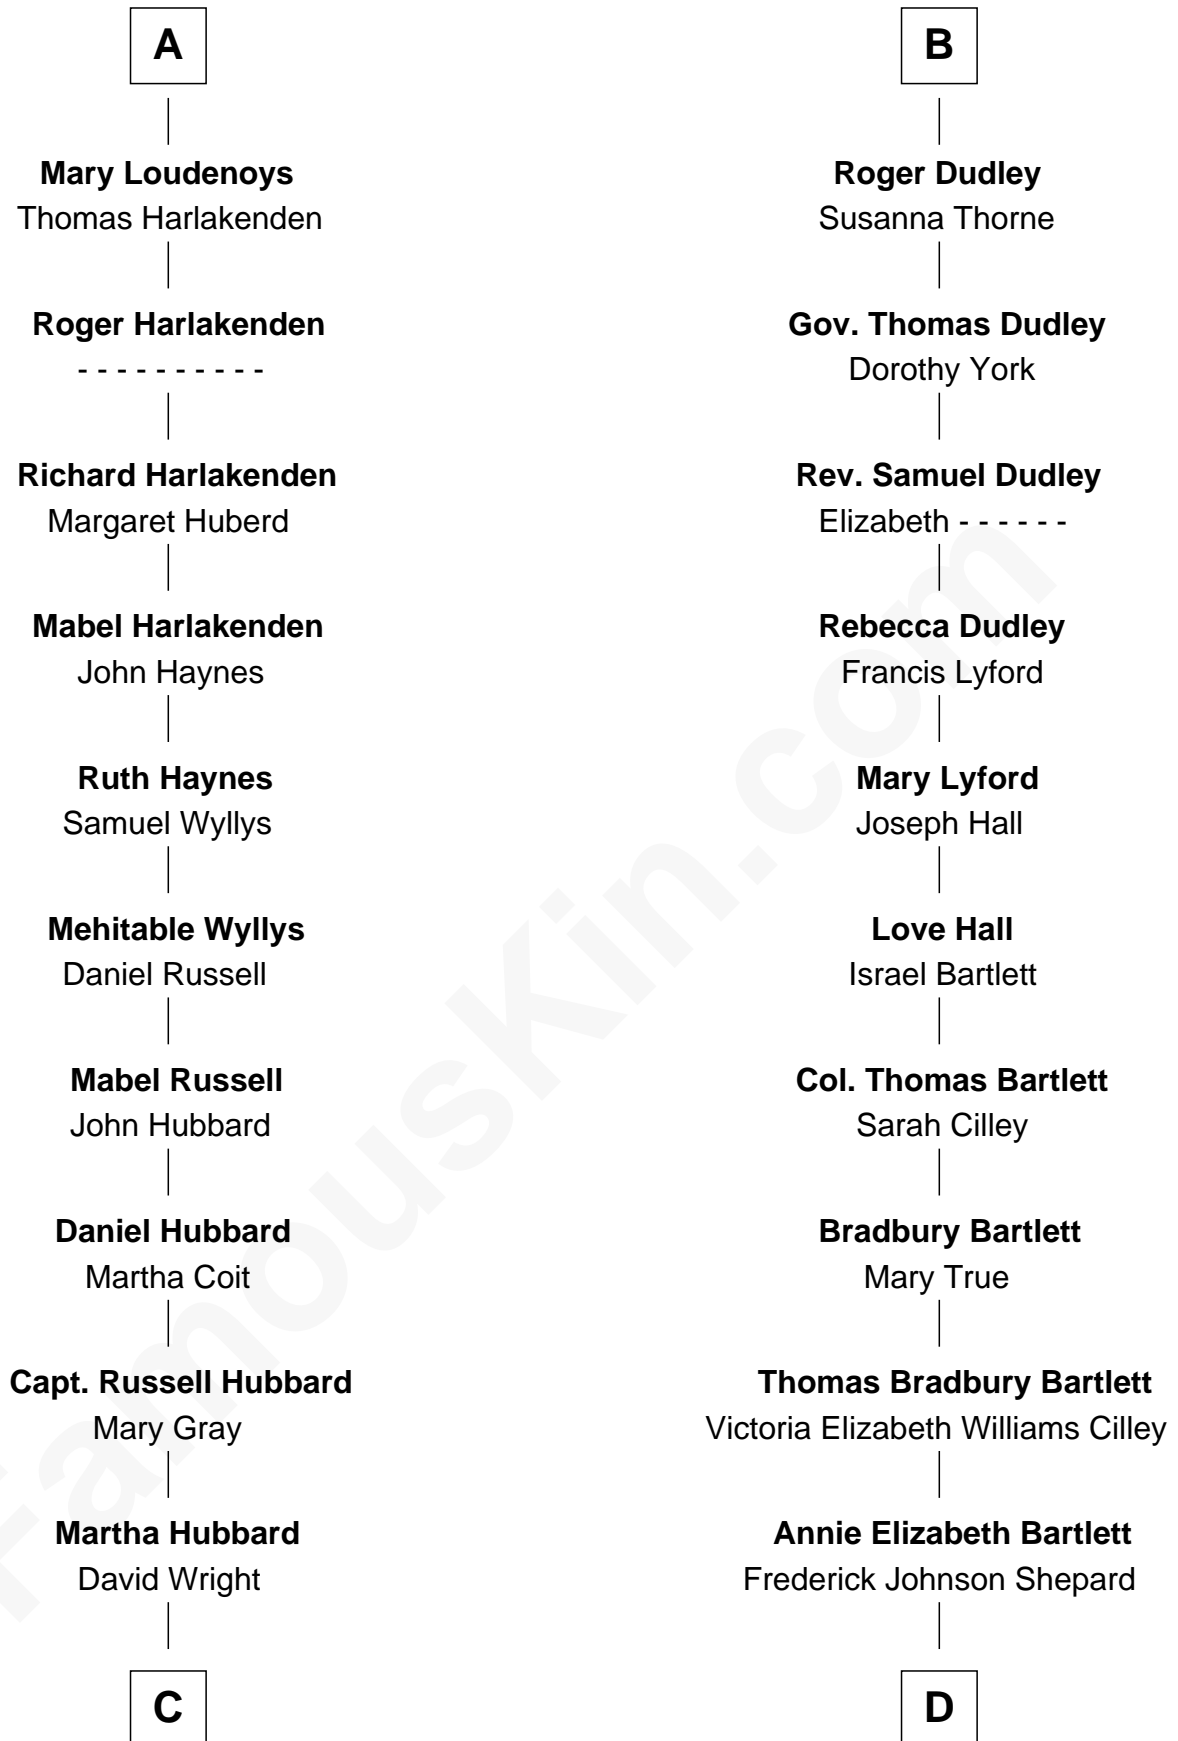 A
Mary Loudenoys
Thomas Harlakenden
Roger Harlakenden
- - - - - - - - - -
Richard Harlakenden
Margaret Huberd
Mabel Harlakenden
John Haynes
Ruth Haynes
Samuel Wyllys
Mehitable Wyllys
Daniel Russell
Mabel Russell
John Hubbard
Daniel Hubbard
Martha Coit
Capt. Russell Hubbard
Mary Gray
Martha Hubbard
David Wright
C
B
Roger Dudley
Susanna Thorne
Gov. Thomas Dudley
Dorothy York
Rev. Samuel Dudley
Elizabeth - - - - - -
Rebecca Dudley
Francis Lyford
Mary Lyford
Joseph Hall
Love Hall
Israel Bartlett
Col. Thomas Bartlett
Sarah Cilley
Bradbury Bartlett
Mary True
Thomas Bradbury Bartlett
Victoria Elizabeth Williams Cilley
Annie Elizabeth Bartlett
Frederick Johnson Shepard
D
FamousKin.com